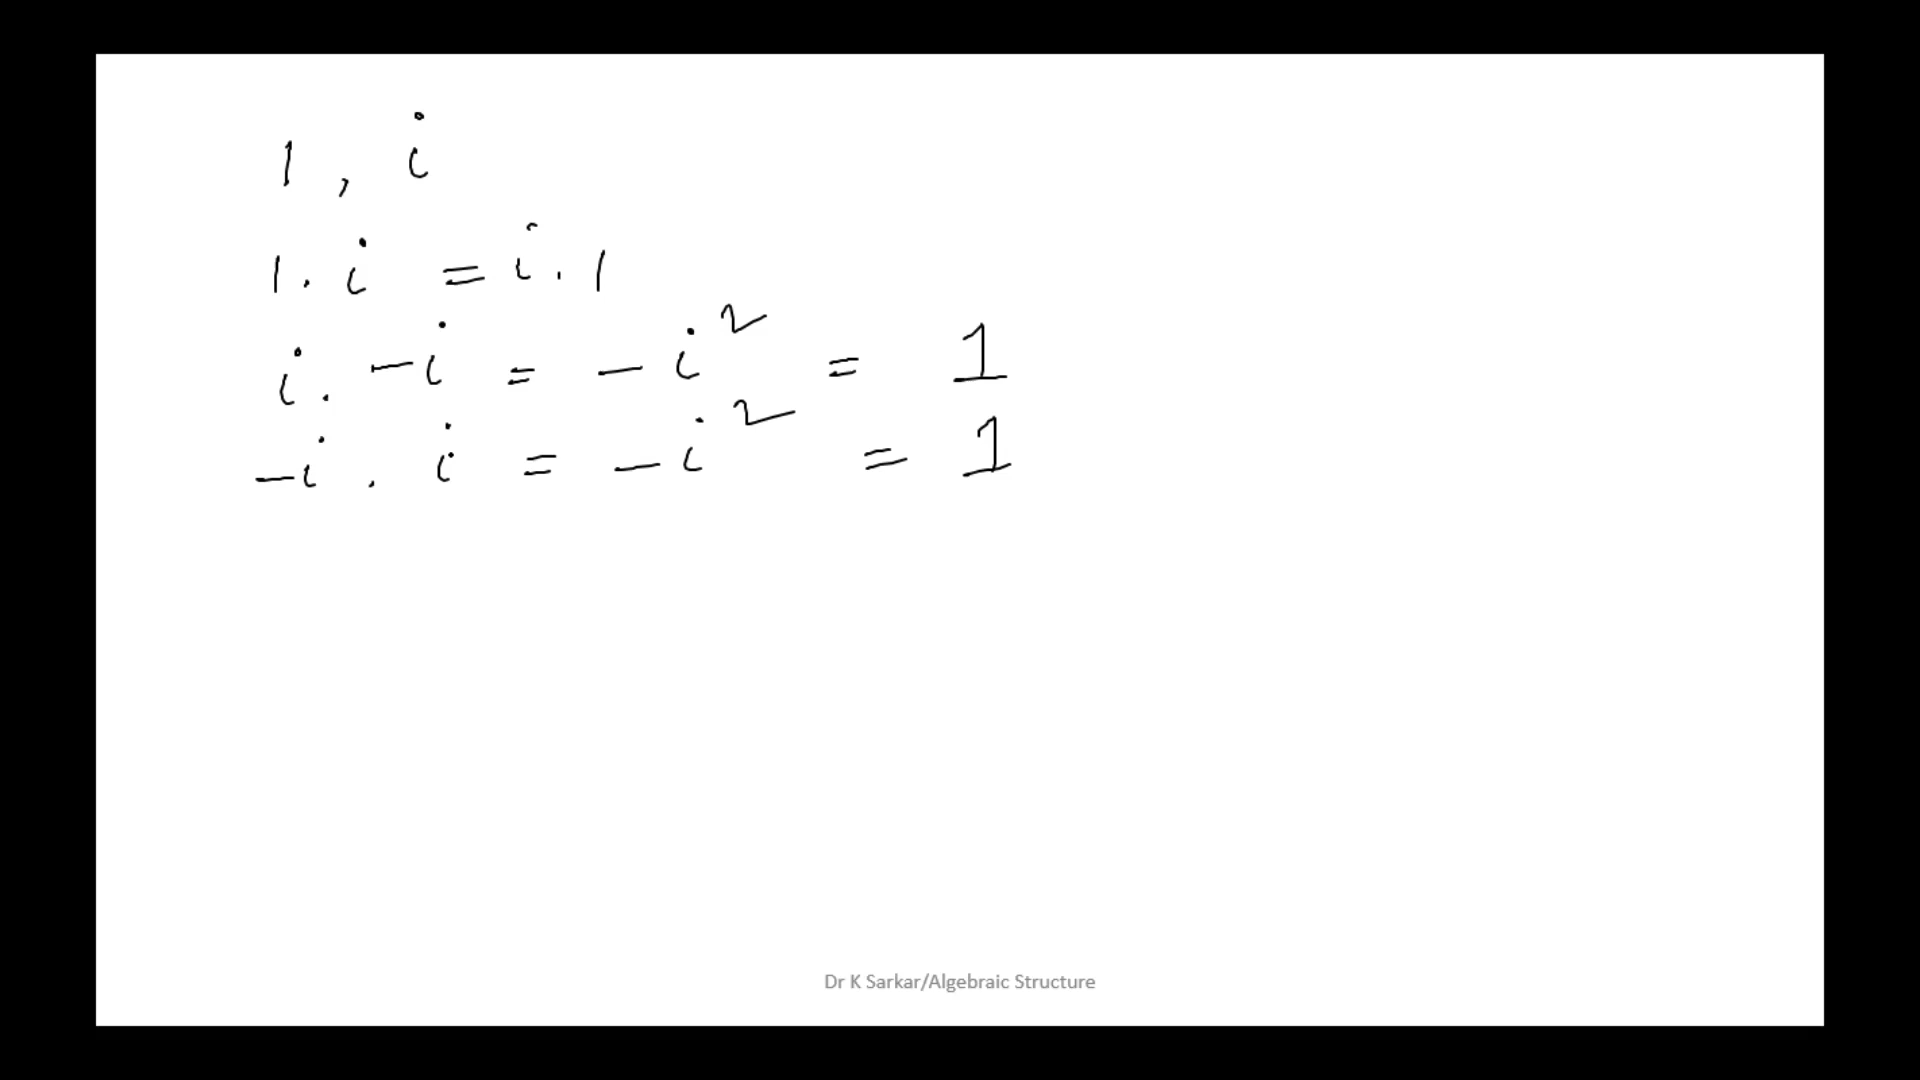 1 , i
1 . i = i . 1
i . -i = -i² = 1
-i . i = -i² = 1
Dr K Sarkar/Algebraic Structure